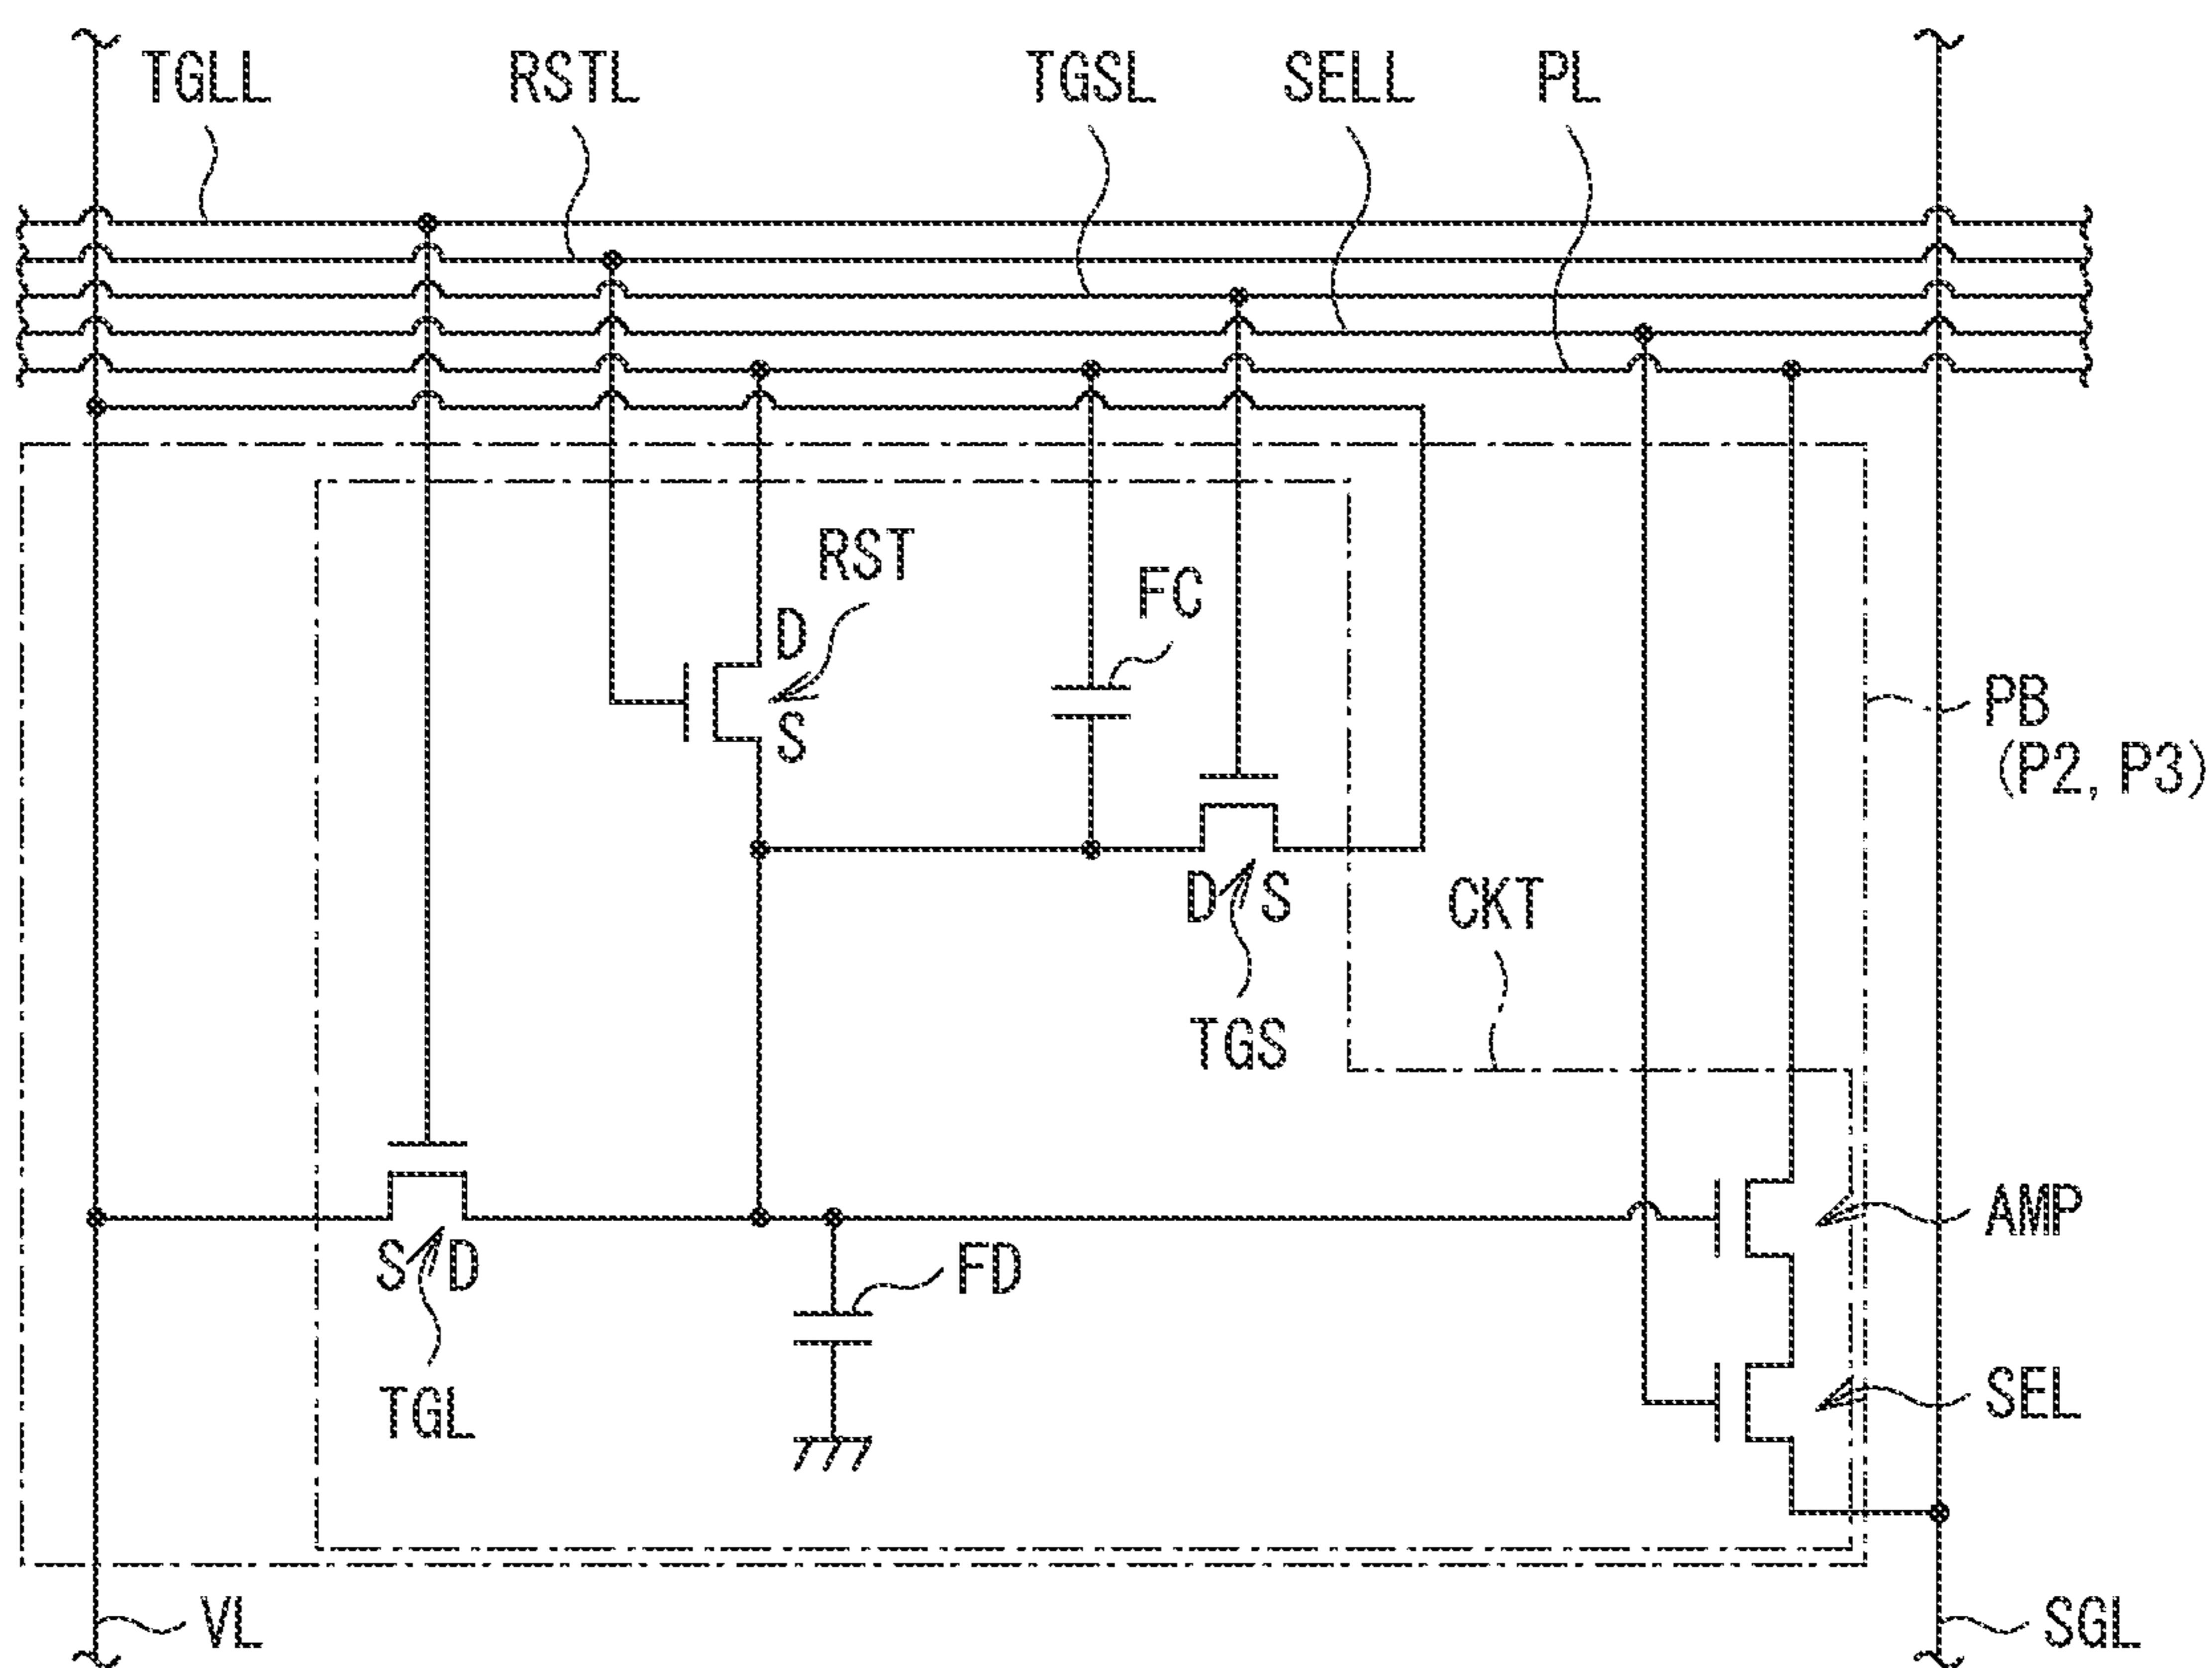 TGLL RSTL TGSL SELL PL
RST
FC
D
S
PB
(P2, P3)
D S
CKT
TGS
AMP
S D
FD
TGL
SEL
VL
SGL